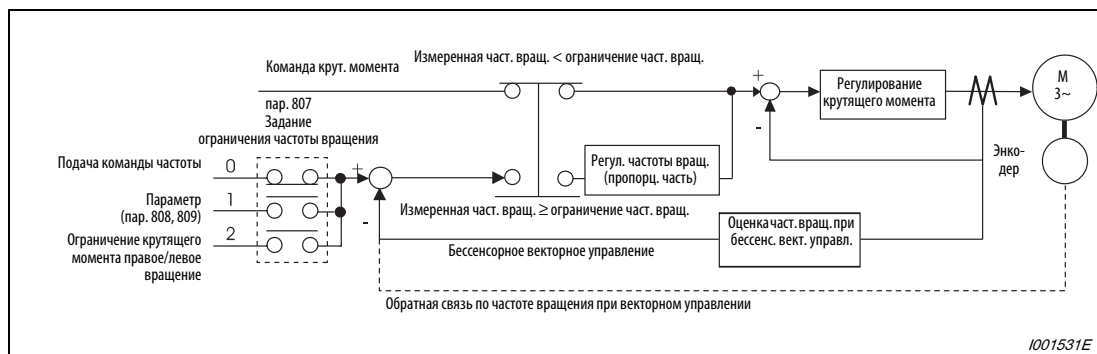 Измеренная част. вращ. < ограничение част. вращ.
Команда крут. момента
пар. 807
Задание
ограничения частоты вращения
Подача команды частоты
0
Параметр
(пар. 808, 809)
1
Ограничение крутящего
момента правое/левое
вращение
2
+
-
Регул. частоты вращ.
(пропорц. часть)
Измеренная част. вращ. ≥ ограничение част. вращ.
+
-
Регулирование
крутящего момента
M
3~
Энко-
дер
Оценка част. вращ. при
бессенс. вект. управл.
Бессенсорное векторное управление
Обратная связь по частоте вращения при векторном управлении
I001531E